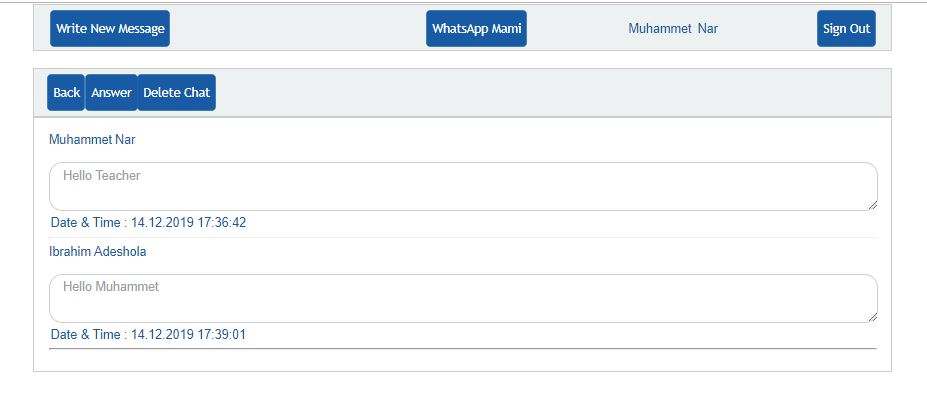 Write New Message WhatsApp Mami Muhammet Nar Sign Out
Back Answer Delete Chat
Muhammet Nar
Hello Teacher
Date & Time : 14.12.2019 17:36:42
Ibrahim Adeshola
Hello Muhammet
Date & Time : 14.12.2019 17:39:01